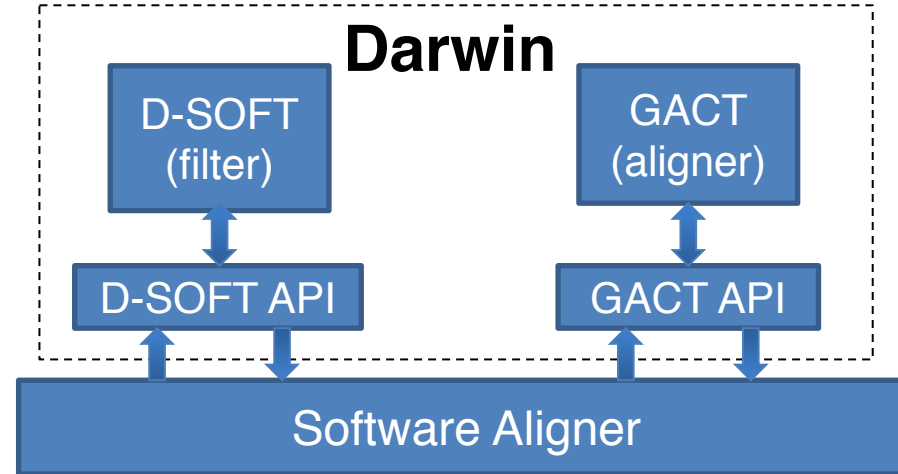 Darwin
D-SOFT
(filter)
GACT
(aligner)
D-SOFT API
GACT API
Software Aligner